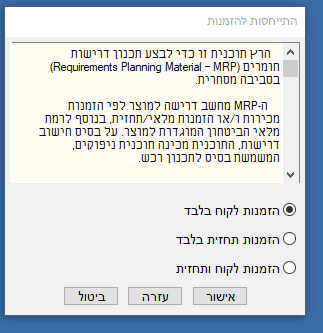 התייחסות להזמנות
הרץ תוכנית זו כדי לבצע תכנון דרישות
חומרים (Requirements Planning Material – MRP)
בסביבה מסחרית.
ה-MRP מחשב דרישה למוצר לפי הזמנות
מכירות ו/או הזמנות מלאי/תחזית, בנוסף לרמת
מלאי הביטחון המוגדרת למוצר. על בסיס חישוב
דרישות, התוכנית מכינה תוכנית ניפוקים,
המשמשת בסיס לתכנון רכש.
הזמנות לקוח בלבד
הזמנות תחזית בלבד
הזמנות לקוח ותחזית
אישור
עזרה
ביטול